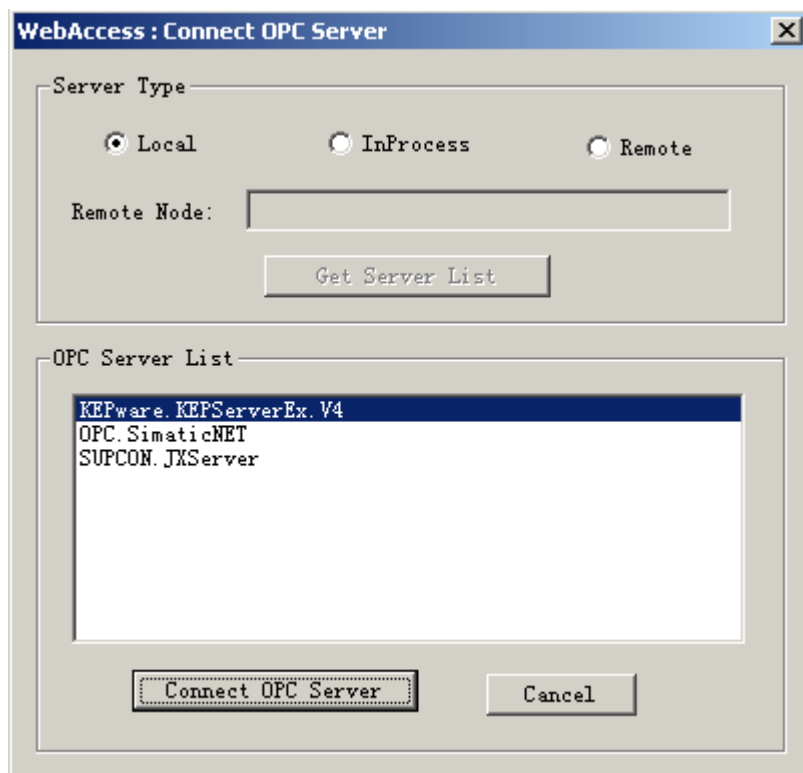 WebAccess : Connect OPC Server
Server Type
Local InProcess Remote
Remote Node:
Get Server List
OPC Server List
KEPware.KEPServerEx.V4
OPC.SimaticNET
SUPCON.JXServer
Connect OPC Server Cancel